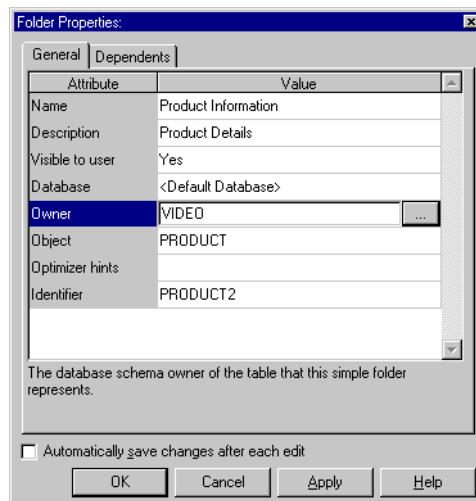 Folder Properties:
General Dependents
Attribute Value
Name Product Information
Description Product Details
Visible to user Yes
Database <Default Database>
Owner VIDEO ...
Object PRODUCT
Optimizer hints
Identifier PRODUCT2
The database schema owner of the table that this simple folder
represents.
Automatically save changes after each edit
OK Cancel Apply Help